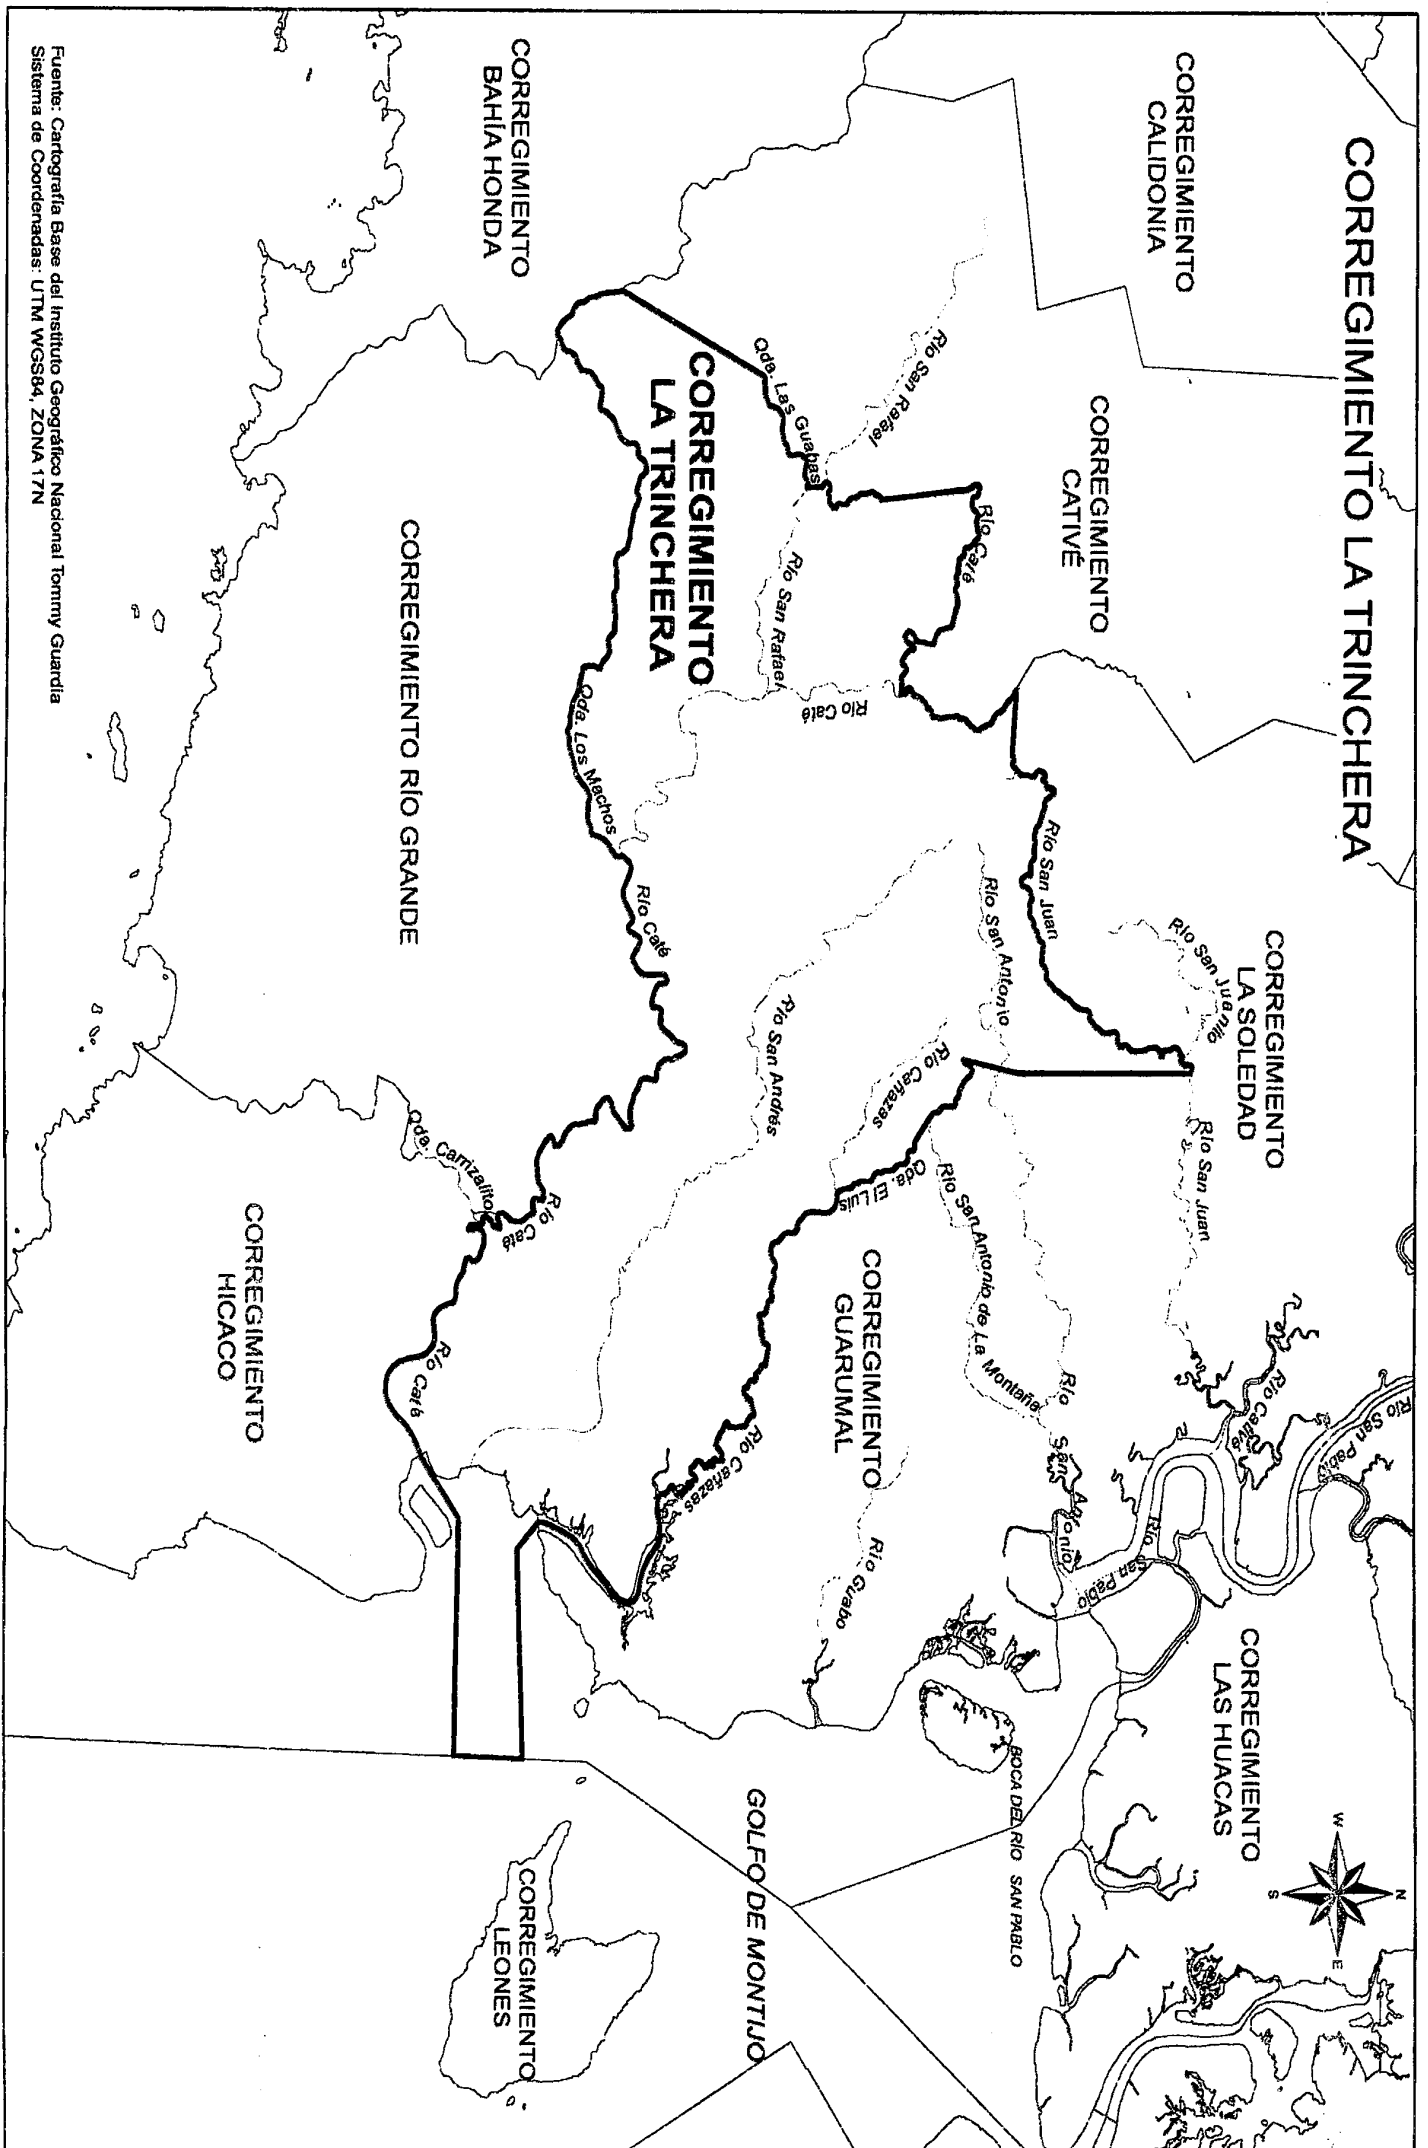 CORREGIMIENTO LA TRINCHERA
CORREGIMIENTO
CALIDONIA
CORREGIMIENTO
CATIVÉ
CORREGIMIENTO
LA SOLEDAD
CORREGIMIENTO
LAS HUACAS
W
N
S
E
Río San Juanito
Río San Juan
Río San Juan
Río Cativé
Río San Pablo
Río
San Pablo
Río San Rafael
Río Caté
Río San Antonio
Río
San Antonio
Qda. Las Guabas
Río San Rafael
Río Caté
Río Cañazas
Qda. El Luis
Río San Antonio de La Montaña
BOCA DEL RÍO SAN PABLO
CORREGIMIENTO
GUARUMAL
Río Guabo
Río San Andrés
Río Cañazas
GOLFO DE MONTIJO
CORREGIMIENTO
LA TRINCHERA
Qda. Los Machos
Río Caté
Río Caté
Qda. Carrizalito
Río Caté
CORREGIMIENTO
BAHÍA HONDA
CORREGIMIENTO RÍO GRANDE
CORREGIMIENTO
HICACO
CORREGIMIENTO
LEONES
Fuente: Cartografía Base del Instituto Geográfico Nacional Tommy Guardia
Sistema de Coordenadas: UTM WGS84, ZONA 17N